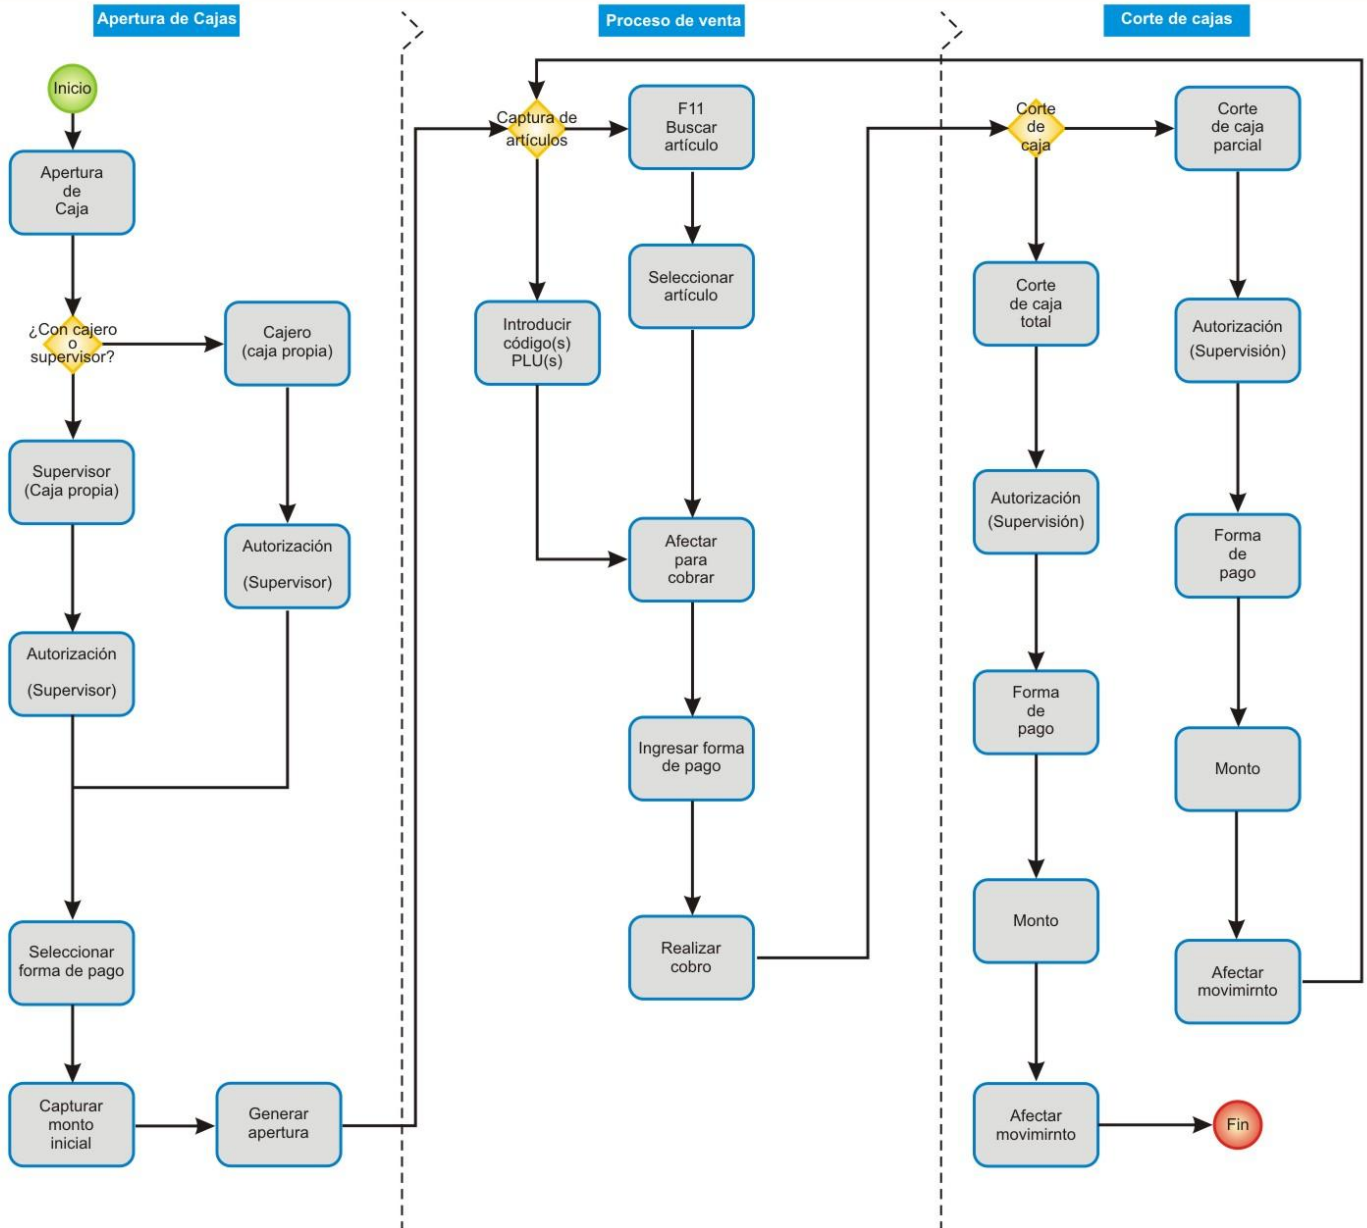 Apertura de Cajas
Inicio
Apertura
de
Caja
¿Con cajero
o
supervisor?
Cajero
(caja propia)
Supervisor
(Caja propia)
Autorización
(Supervisor)
Autorización
(Supervisor)
Seleccionar
forma de pago
Capturar
monto
inicial
Generar
apertura
Proceso de venta
Captura de
artículos
F11
Buscar
artículo
Seleccionar
artículo
Introducir
código(s)
PLU(s)
Afectar
para
cobrar
Ingresar forma
de pago
Realizar
cobro
Corte de cajas
Corte
de
caja
Corte
de caja
parcial
Corte
de caja
total
Autorización
(Supervisión)
Autorización
(Supervisión)
Forma
de
pago
Forma
de
pago
Monto
Monto
Afectar
movimirnto
Afectar
movimirnto
Fin